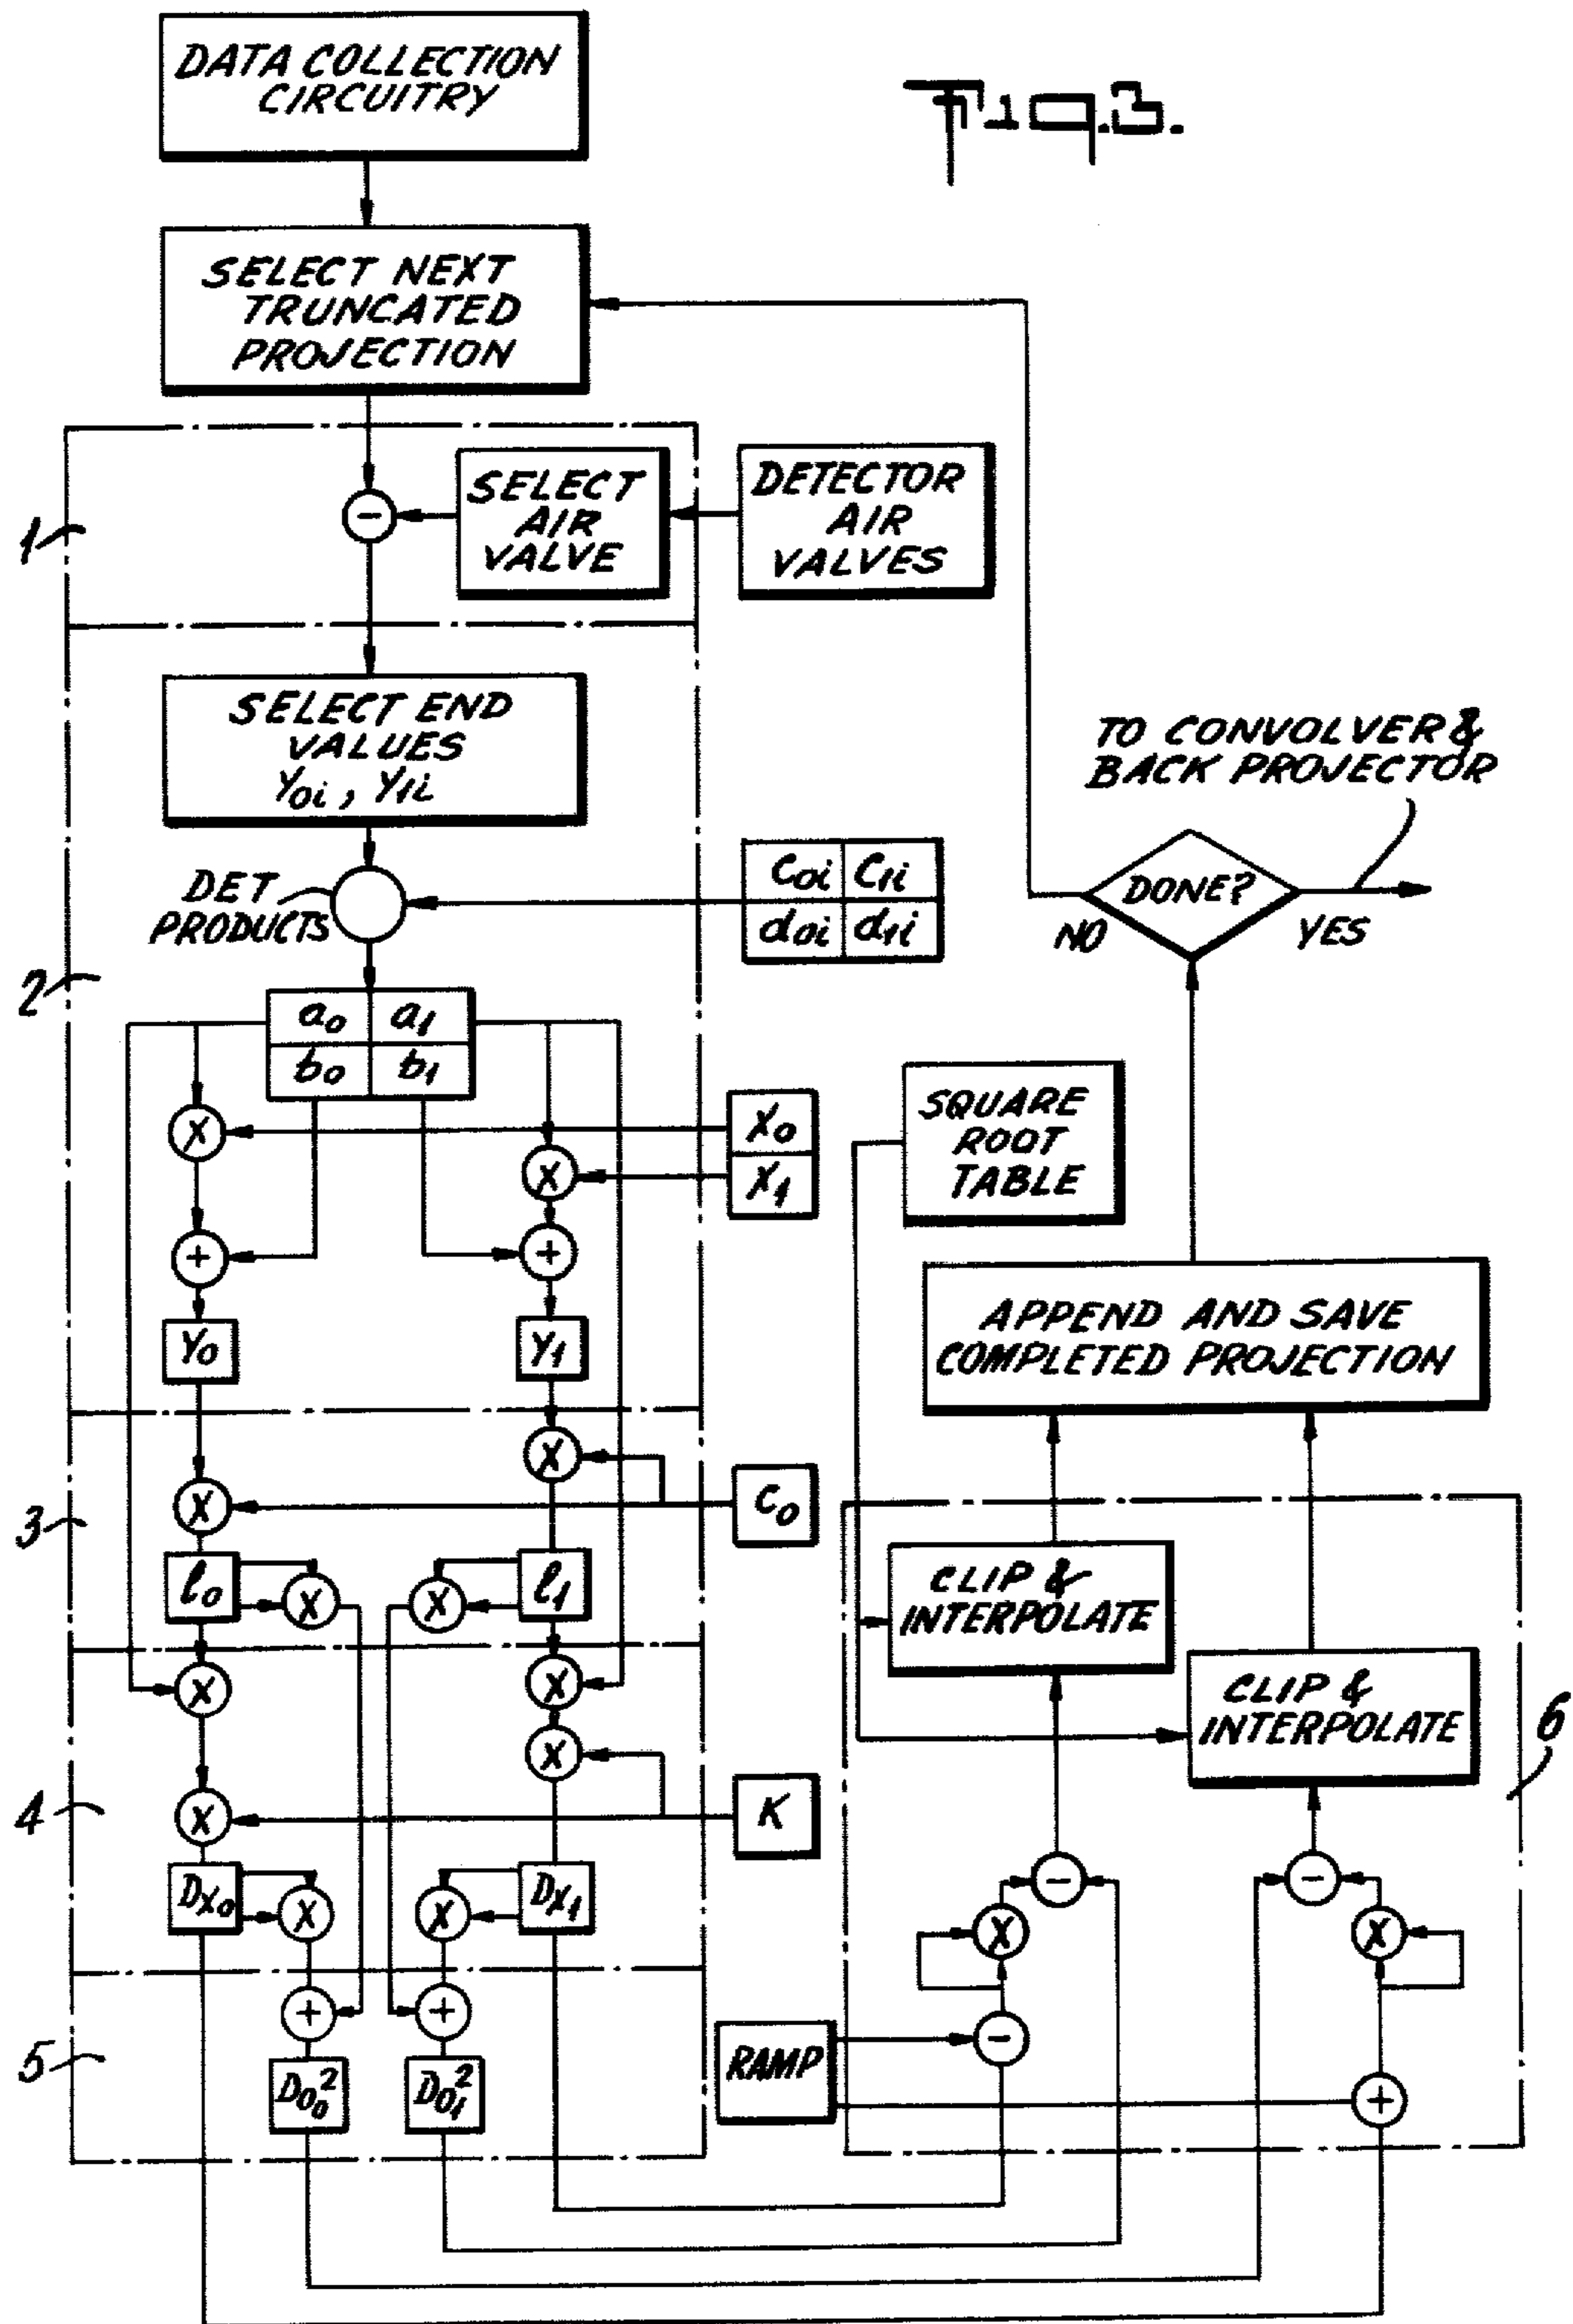 DATA COLLECTION
CIRCUITRY
Fig.3.
SELECT NEXT
TRUNCATED
PROJECTION
1
-
SELECT
AIR
VALVE
DETECTOR
AIR
VALVES
SELECT END
VALUES
Y0i, Y1i
TO CONVOLVER &
BACK PROJECTOR
DET
PRODUCTS
C0i C1i
d0i d1i
DONE?
NO
YES
2
a0 a1
b0 b1
X
X0
X
X1
SQUARE
ROOT
TABLE
+
+
Y0
Y1
APPEND AND SAVE
COMPLETED PROJECTION
3
X
X
C0
l0
X
X
l1
CLIP &
INTERPOLATE
CLIP &
INTERPOLATE
6
4
X
X
X
X
K
DX0
X
X
DX1
-
-
X
X
5
+
+
D00²
D01²
RAMP
-
+